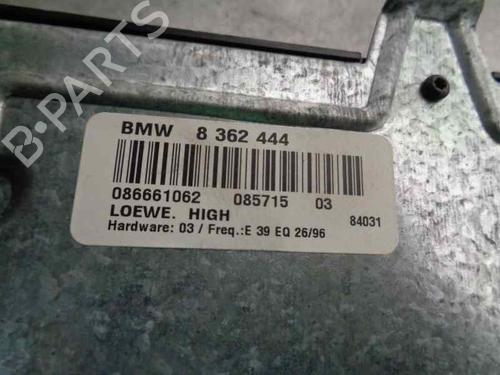 B-PARTS
BMW 8 362 444
086661062 085715 03
LOEWE. HIGH 84031
Hardware: 03 / Freq.:E 39 EQ 26/96